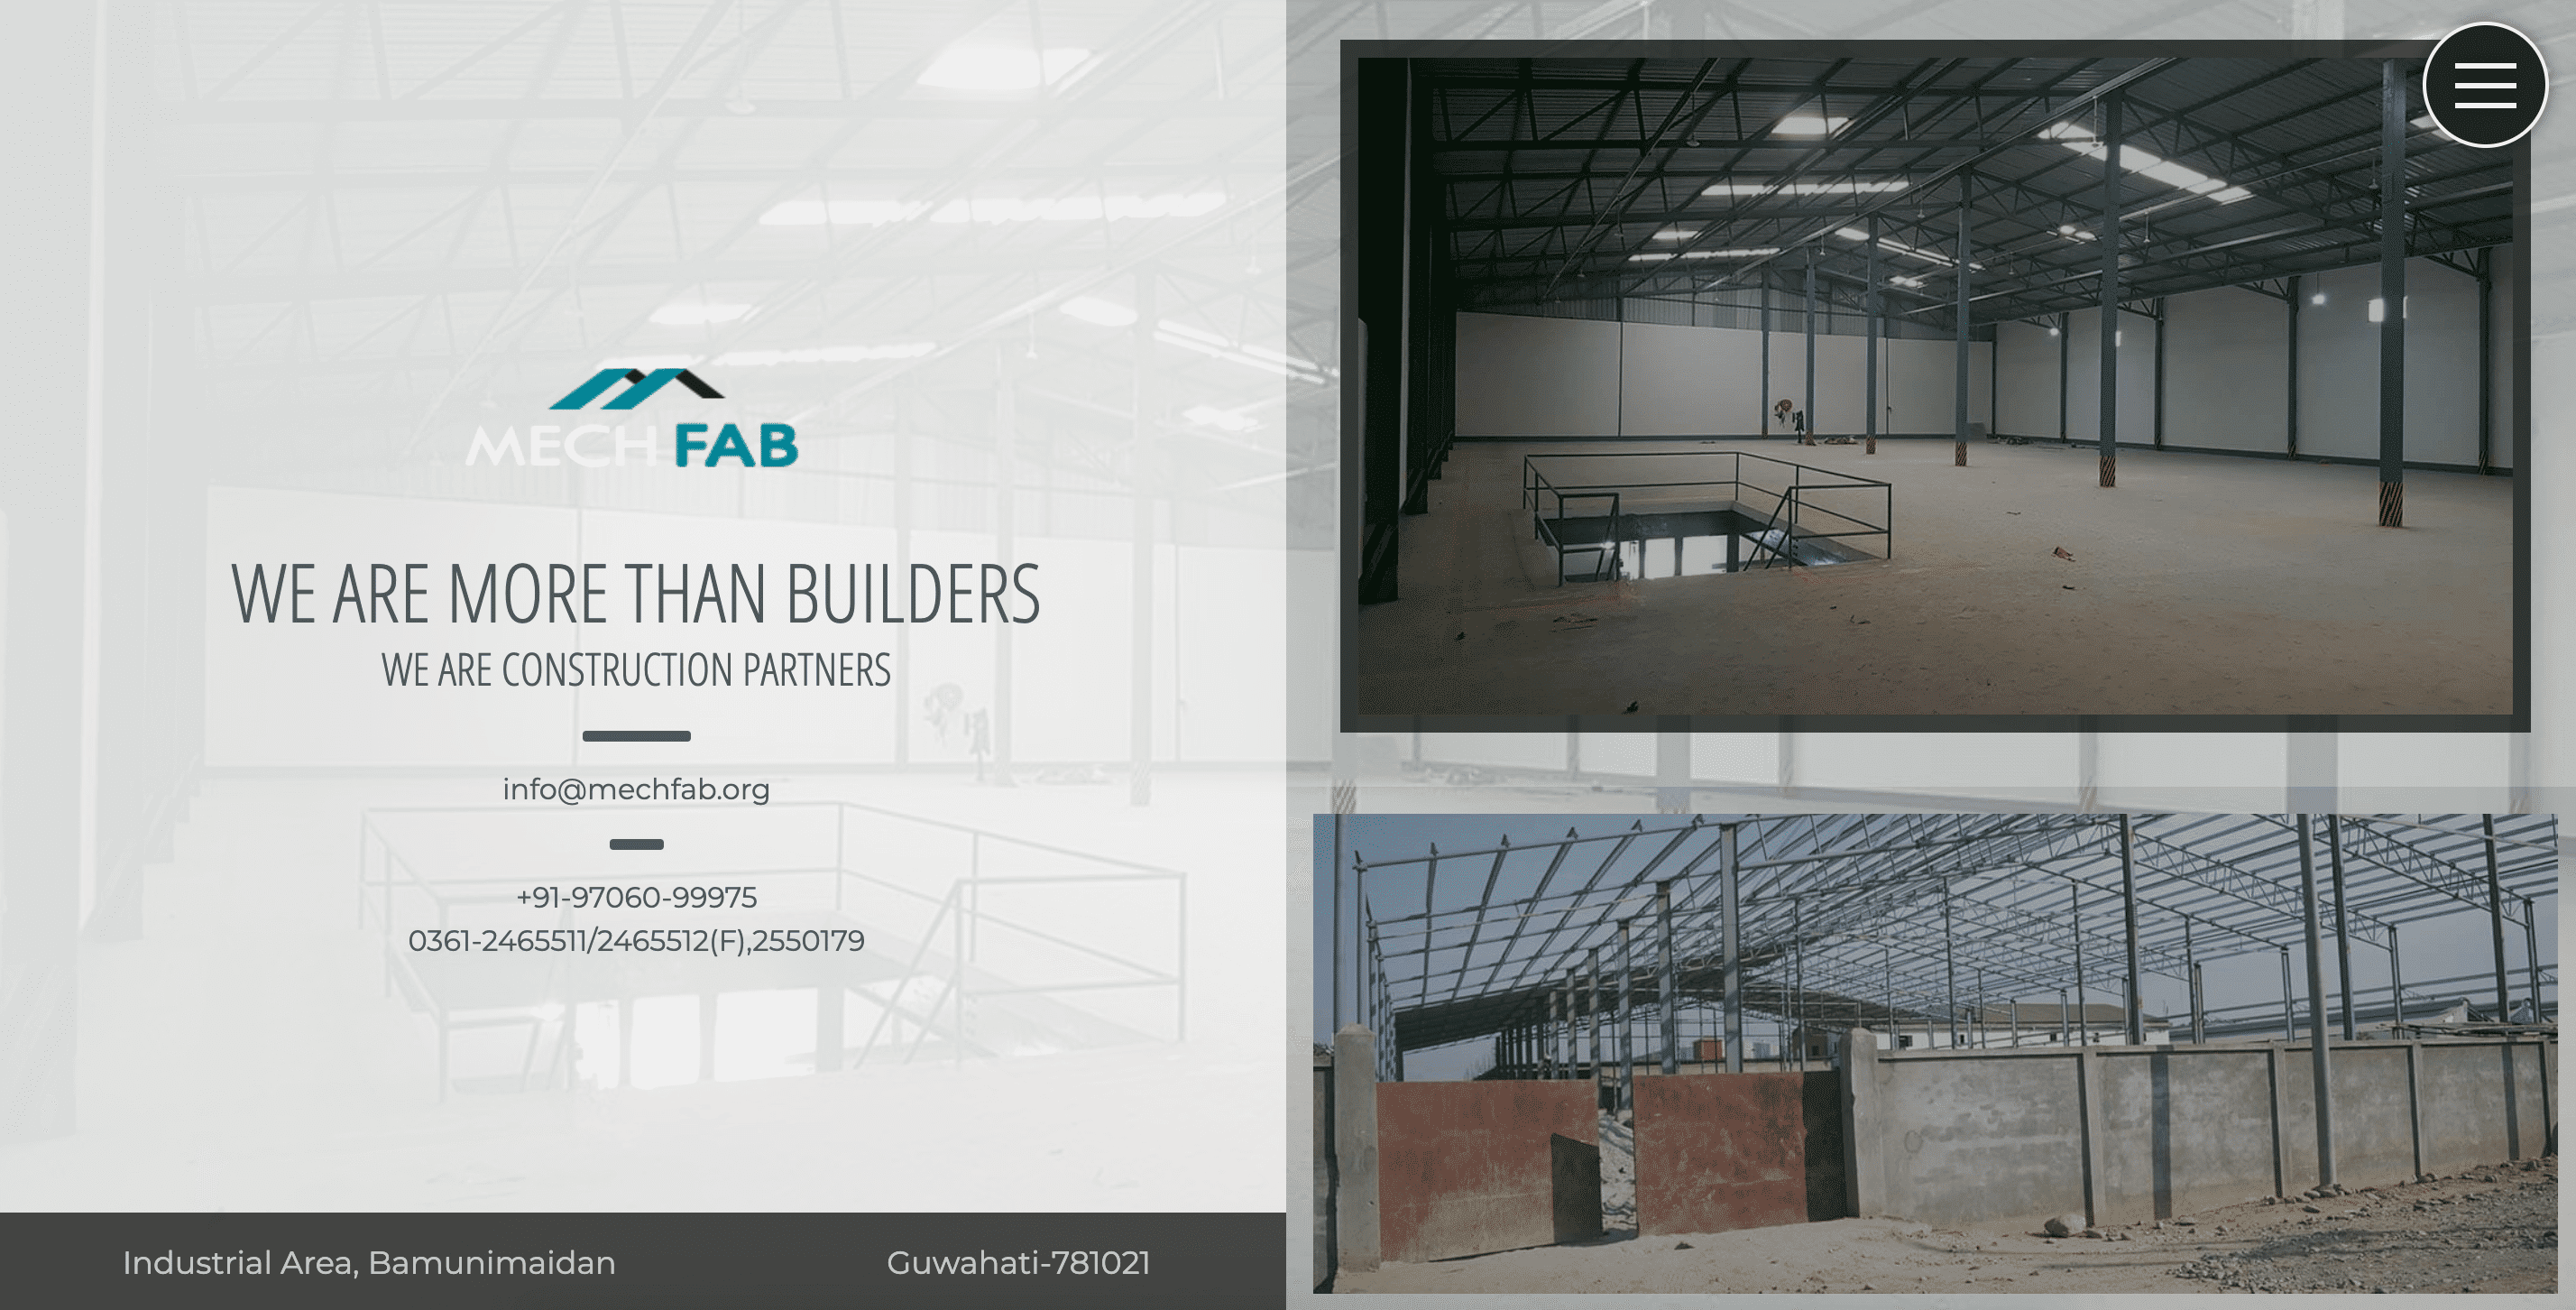 MECH FAB
WE ARE MORE THAN BUILDERS
WE ARE CONSTRUCTION PARTNERS
info@mechfab.org
+91-97060-99975
0361-2465511/2465512(F),2550179
Industrial Area, Bamunimaidan
Guwahati-781021